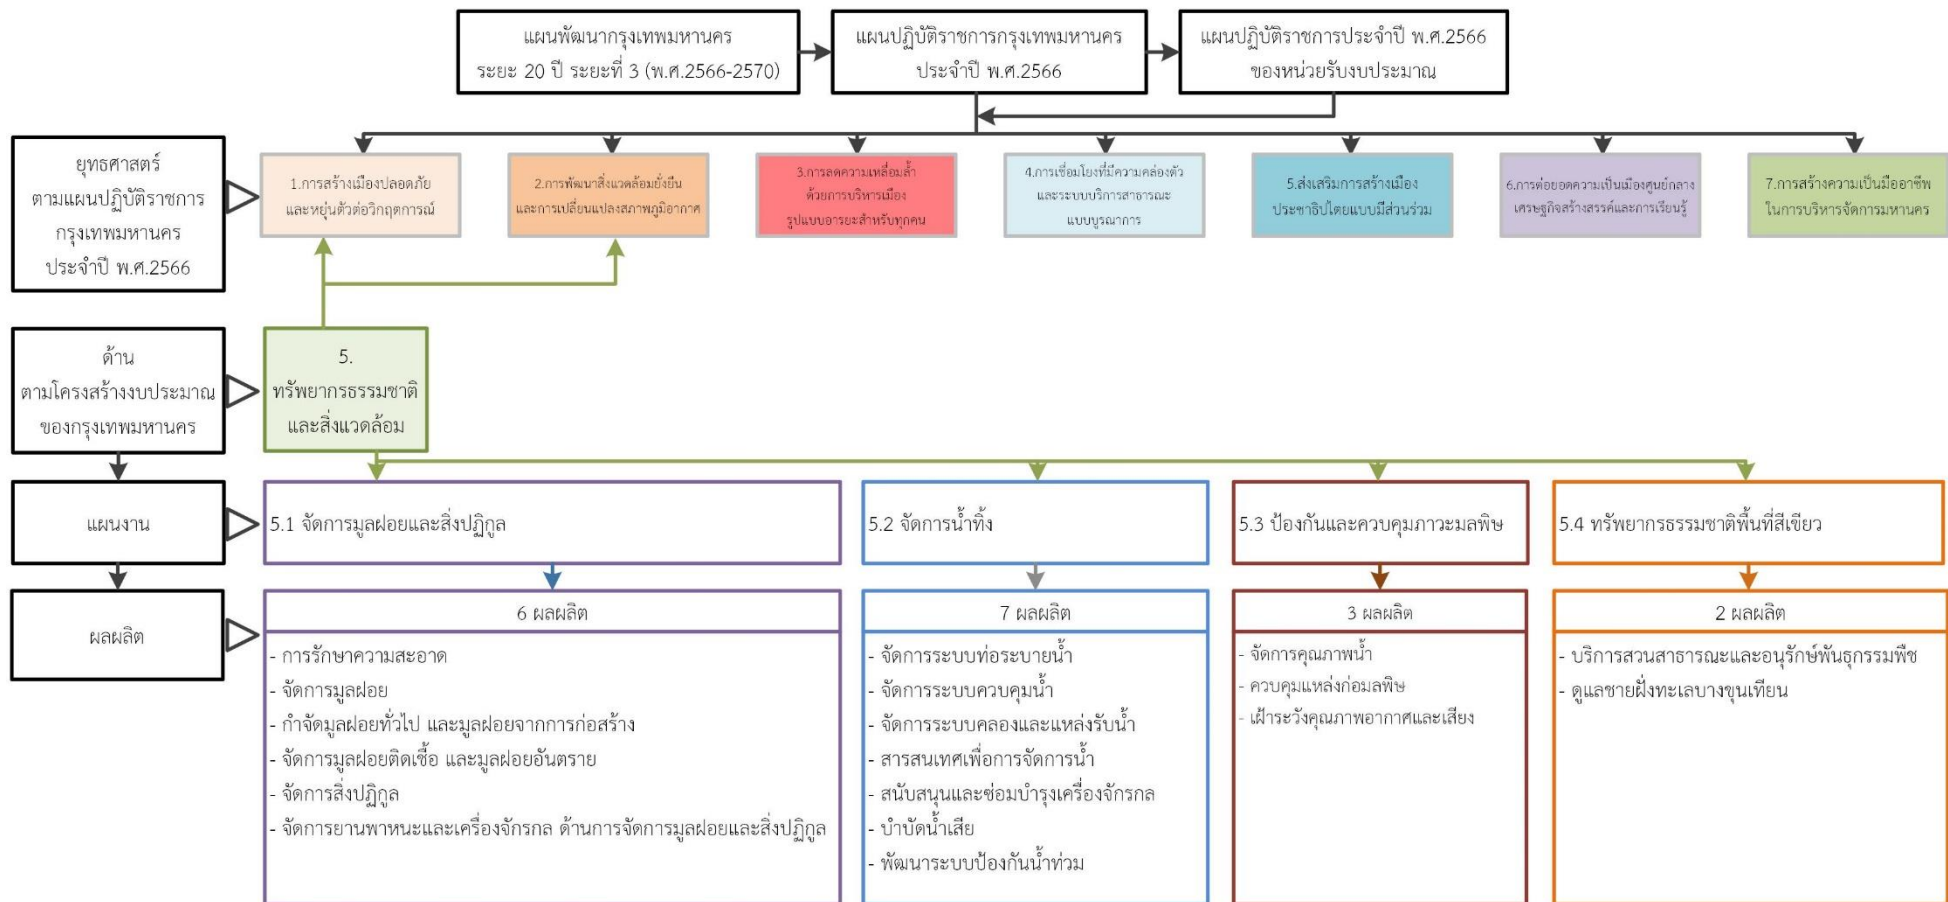 แผนพัฒนากรุงเทพมหานคร
ระยะ 20 ปี ระยะที่ 3 (พ.ศ.2566-2570)
แผนปฏิบัติราชการกรุงเทพมหานคร
ประจำปี พ.ศ.2566
แผนปฏิบัติราชการประจำปี พ.ศ.2566
ของหน่วยรับงบประมาณ
ยุทธศาสตร์
ตามแผนปฏิบัติราชการ
กรุงเทพมหานคร
ประจำปี พ.ศ.2566
1.การสร้างเมืองปลอดภัย
และหยุ่นตัวต่อวิกฤตการณ์
2.การพัฒนาสิ่งแวดล้อมยั่งยืน
และการเปลี่ยนแปลงสภาพภูมิอากาศ
3.การลดความเหลื่อมล้ำ
ด้วยการบริหารเมือง
รูปแบบอารยะสำหรับทุกคน
4.การเชื่อมโยงที่มีความคล่องตัว
และระบบบริการสาธารณะ
แบบบูรณาการ
5.ส่งเสริมการสร้างเมือง
ประชาธิปไตยแบบมีส่วนร่วม
6.การต่อยอดความเป็นเมืองศูนย์กลาง
เศรษฐกิจสร้างสรรค์และการเรียนรู้
7.การสร้างความเป็นมืออาชีพ
ในการบริหารจัดการมหานคร
ด้าน
ตามโครงสร้างงบประมาณ
ของกรุงเทพมหานคร
5.
ทรัพยากรธรรมชาติ
และสิ่งแวดล้อม
แผนงาน
5.1 จัดการมูลฝอยและสิ่งปฏิกูล
5.2 จัดการน้ำทิ้ง
5.3 ป้องกันและควบคุมภาวะมลพิษ
5.4 ทรัพยากรธรรมชาติพื้นที่สีเขียว
ผลผลิต
6 ผลผลิต
- การรักษาความสะอาด
- จัดการมูลฝอย
- กำจัดมูลฝอยทั่วไป และมูลฝอยจากการก่อสร้าง
- จัดการมูลฝอยติดเชื้อ และมูลฝอยอันตราย
- จัดการสิ่งปฏิกูล
- จัดการยานพาหนะและเครื่องจักรกล ด้านการจัดการมูลฝอยและสิ่งปฏิกูล
7 ผลผลิต
- จัดการระบบท่อระบายน้ำ
- จัดการระบบควบคุมน้ำ
- จัดการระบบคลองและแหล่งรับน้ำ
- สารสนเทศเพื่อการจัดการน้ำ
- สนับสนุนและซ่อมบำรุงเครื่องจักรกล
- บำบัดน้ำเสีย
- พัฒนาระบบป้องกันน้ำท่วม
3 ผลผลิต
- จัดการคุณภาพน้ำ
- ควบคุมแหล่งก่อมลพิษ
- เฝ้าระวังคุณภาพอากาศและเสียง
2 ผลผลิต
- บริการสวนสาธารณะและอนุรักษ์พันธุกรรมพืช
- ดูแลชายฝั่งทะเลบางขุนเทียน